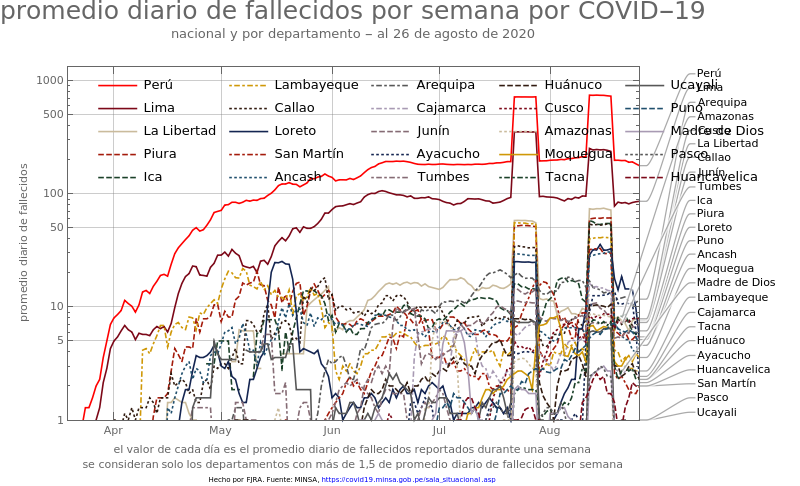 promedio diario de fallecidos por semana por COVID−19
nacional y por departamento − al 26 de agosto de 2020
promedio diario de fallecidos
1000
500
100
50
10
5
1
Perú
Lima
La Libertad
Piura
Ica
Lambayeque
Callao
Loreto
San Martín
Ancash
Arequipa
Cajamarca
Junín
Ayacucho
Tumbes
Huánuco
Cusco
Amazonas
Moquegua
Tacna
Ucayali
Puno
Madre de Dios
Pasco
Huancavelica
Perú
Lima
Arequipa
Amazonas
Cusco
La Libertad
Callao
Junín
Tumbes
Ica
Piura
Loreto
Puno
Ancash
Moquegua
Madre de Dios
Lambayeque
Cajamarca
Tacna
Huánuco
Ayacucho
Huancavelica
San Martín
Pasco
Ucayali
Apr May Jun Jul Aug
el valor de cada día es el promedio diario de fallecidos reportados durante una semana
se consideran solo los departamentos con más de 1,5 de promedio diario de fallecidos por semana
Hecho por FJRA. Fuente: MINSA, https://covid19.minsa.gob.pe/sala_situacional.asp